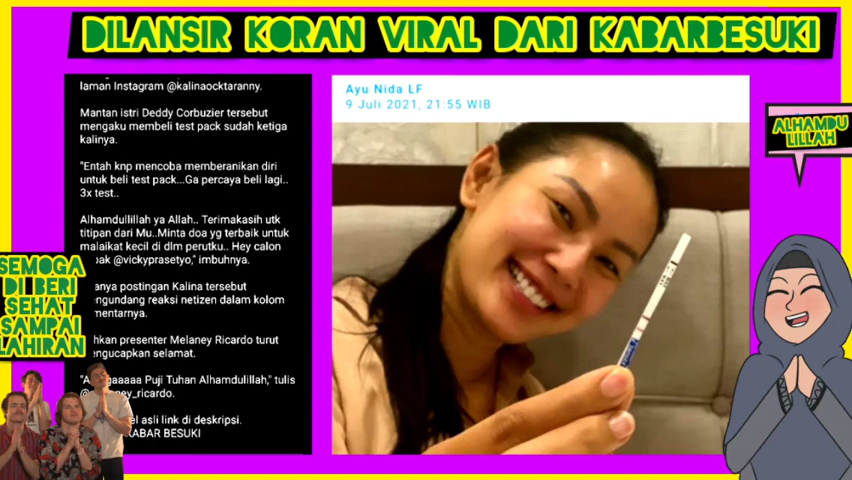 DILANSIR KORAN VIRAL DARI KABARBESUKI
laman Instagram @kalinaocktaranny.
Mantan istri Deddy Corbuzier tersebut
mengaku membeli test pack sudah ketiga
kalinya.
"Entah knp mencoba memberanikan diri
untuk beli test pack...Ga percaya beli lagi..
3x test..
Alhamdullillah ya Allah.. Terimakasih utk
titipan dari Mu..Minta doa yg terbaik untuk
malaikat kecil di dlm perutku.. Hey calon
@vickyprasetyo," imbuhnya.
postingan Kalina tersebut
reaksi netizen dalam kolom
presenter Melaney Ricardo turut
selamat.
Puji Tuhan Alhamdulillah," tulis
asli link di deskripsi.
KABAR BESUKI
SEMOGA
DI BERI
SEHAT
SAMPAI
LAHIRAN
Ayu Nida LF
9 Juli 2021, 21:55 WIB
ALHAMDU
LILLAH